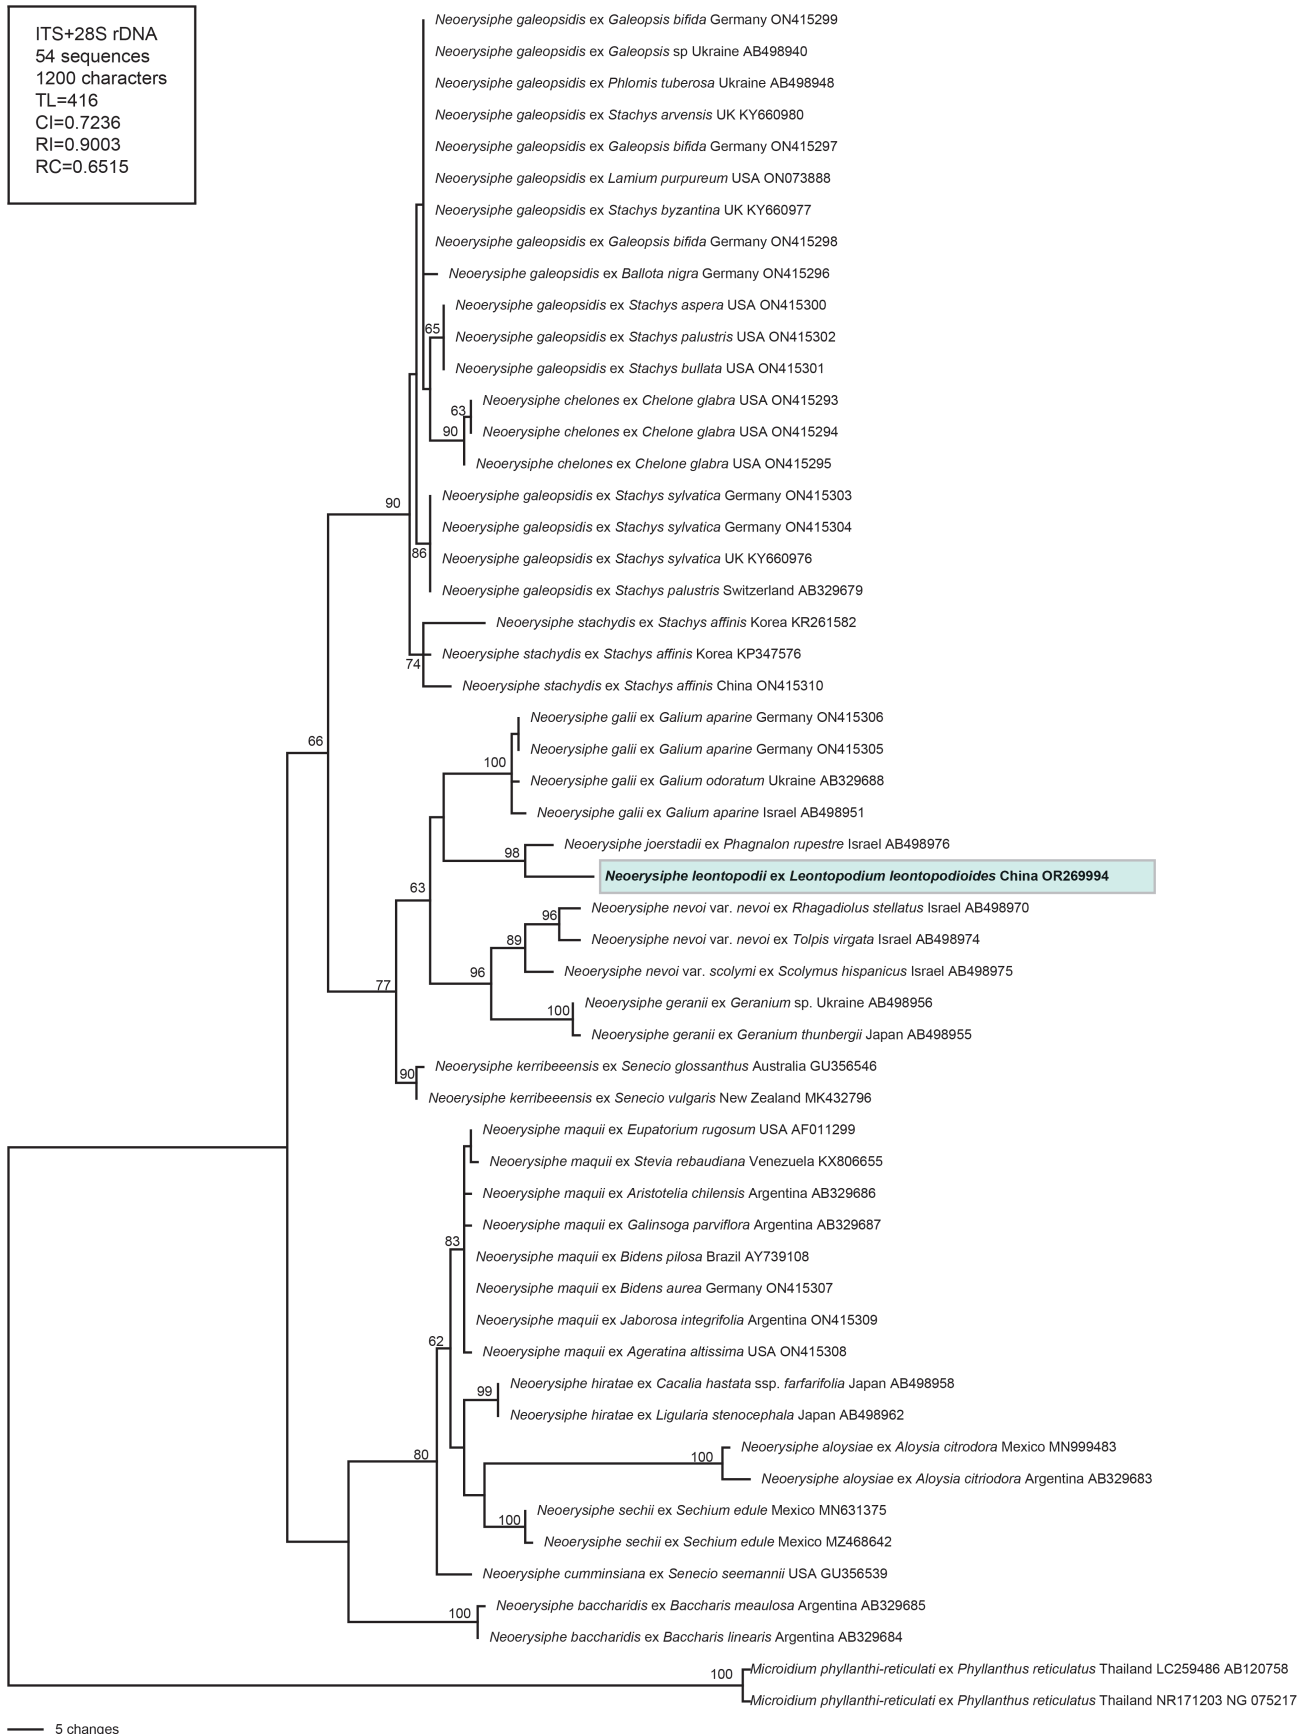 ITS+28S rDNA
54 sequences
1200 characters
TL=416
CI=0.7236
RI=0.9003
RC=0.6515
Neoerysiphe galeopsidis ex Galeopsis bifida Germany ON415299
Neoerysiphe galeopsidis ex Galeopsis sp Ukraine AB498940
Neoerysiphe galeopsidis ex Phlomis tuberosa Ukraine AB498948
Neoerysiphe galeopsidis ex Stachys arvensis UK KY660980
Neoerysiphe galeopsidis ex Galeopsis bifida Germany ON415297
Neoerysiphe galeopsidis ex Lamium purpureum USA ON073888
Neoerysiphe galeopsidis ex Stachys byzantina UK KY660977
Neoerysiphe galeopsidis ex Galeopsis bifida Germany ON415298
Neoerysiphe galeopsidis ex Ballota nigra Germany ON415296
Neoerysiphe galeopsidis ex Stachys aspera USA ON415300
65
Neoerysiphe galeopsidis ex Stachys palustris USA ON415302
Neoerysiphe galeopsidis ex Stachys bullata USA ON415301
Neoerysiphe chelones ex Chelone glabra USA ON415293
63
90
Neoerysiphe chelones ex Chelone glabra USA ON415294
Neoerysiphe chelones ex Chelone glabra USA ON415295
Neoerysiphe galeopsidis ex Stachys sylvatica Germany ON415303
90
Neoerysiphe galeopsidis ex Stachys sylvatica Germany ON415304
86
Neoerysiphe galeopsidis ex Stachys sylvatica UK KY660976
Neoerysiphe galeopsidis ex Stachys palustris Switzerland AB329679
Neoerysiphe stachydis ex Stachys affinis Korea KR261582
Neoerysiphe stachydis ex Stachys affinis Korea KP347576
74
Neoerysiphe stachydis ex Stachys affinis China ON415310
Neoerysiphe galii ex Galium aparine Germany ON415306
66
Neoerysiphe galii ex Galium aparine Germany ON415305
100
Neoerysiphe galii ex Galium odoratum Ukraine AB329688
Neoerysiphe galii ex Galium aparine Israel AB498951
Neoerysiphe joerstadii ex Phagnalon rupestre Israel AB498976
98
Neoerysiphe leontopodii ex Leontopodium leontopodioides China OR269994
63
Neoerysiphe nevoi var. nevoi ex Rhagadiolus stellatus Israel AB498970
96
Neoerysiphe nevoi var. nevoi ex Tolpis virgata Israel AB498974
89
96
Neoerysiphe nevoi var. scolymi ex Scolymus hispanicus Israel AB498975
77
Neoerysiphe geranii ex Geranium sp. Ukraine AB498956
100
Neoerysiphe geranii ex Geranium thunbergii Japan AB498955
Neoerysiphe kerribeeensis ex Senecio glossanthus Australia GU356546
90
Neoerysiphe kerribeeensis ex Senecio vulgaris New Zealand MK432796
Neoerysiphe maquii ex Eupatorium rugosum USA AF011299
Neoerysiphe maquii ex Stevia rebaudiana Venezuela KX806655
Neoerysiphe maquii ex Aristotelia chilensis Argentina AB329686
Neoerysiphe maquii ex Galinsoga parviflora Argentina AB329687
83
Neoerysiphe maquii ex Bidens pilosa Brazil AY739108
Neoerysiphe maquii ex Bidens aurea Germany ON415307
Neoerysiphe maquii ex Jaborosa integrifolia Argentina ON415309
62
Neoerysiphe maquii ex Ageratina altissima USA ON415308
Neoerysiphe hiratae ex Cacalia hastata ssp. farfarifolia Japan AB498958
99
Neoerysiphe hiratae ex Ligularia stenocephala Japan AB498962
Neoerysiphe aloysiae ex Aloysia citrodora Mexico MN999483
80
100
Neoerysiphe aloysiae ex Aloysia citriodora Argentina AB329683
Neoerysiphe sechii ex Sechium edule Mexico MN631375
100
Neoerysiphe sechii ex Sechium edule Mexico MZ468642
Neoerysiphe cumminsiana ex Senecio seemannii USA GU356539
Neoerysiphe baccharidis ex Baccharis meaulosa Argentina AB329685
100
Neoerysiphe baccharidis ex Baccharis linearis Argentina AB329684
Microidium phyllanthi-reticulati ex Phyllanthus reticulatus Thailand LC259486 AB120758
100
Microidium phyllanthi-reticulati ex Phyllanthus reticulatus Thailand NR171203 NG 075217
5 changes